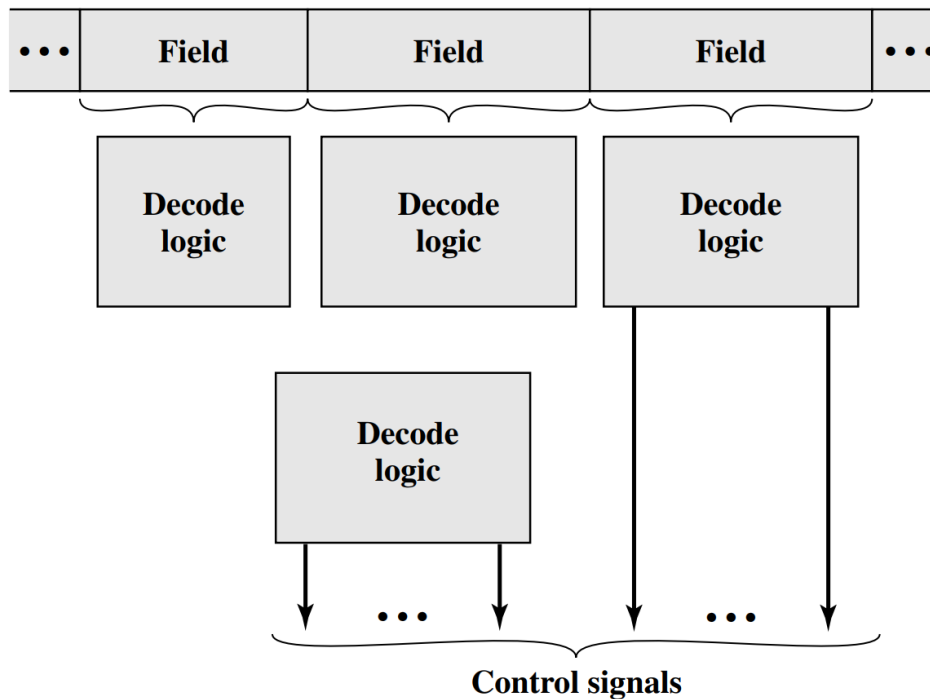 ••• Field Field Field •••
Decode Decode Decode
logic logic logic
Decode
logic
••• •••
Control signals